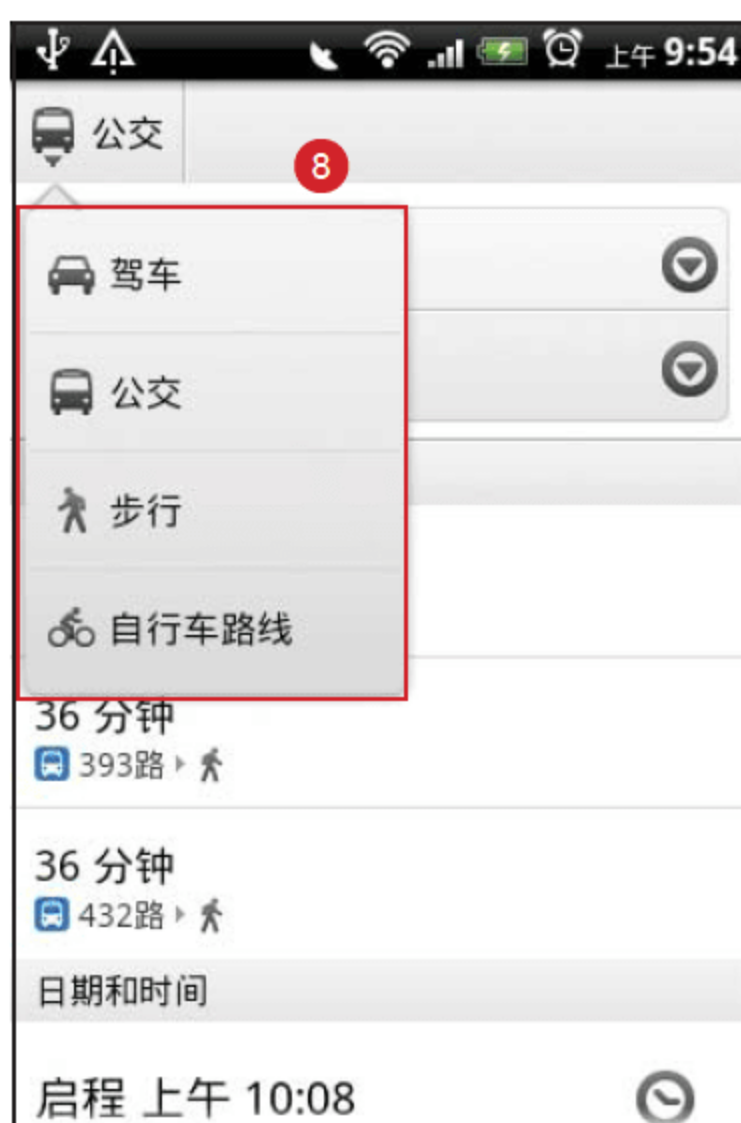 上午 9:54
公交
8
驾车
公交
步行
自行车路线
36 分钟
393路
36 分钟
432路
日期和时间
启程 上午 10:08